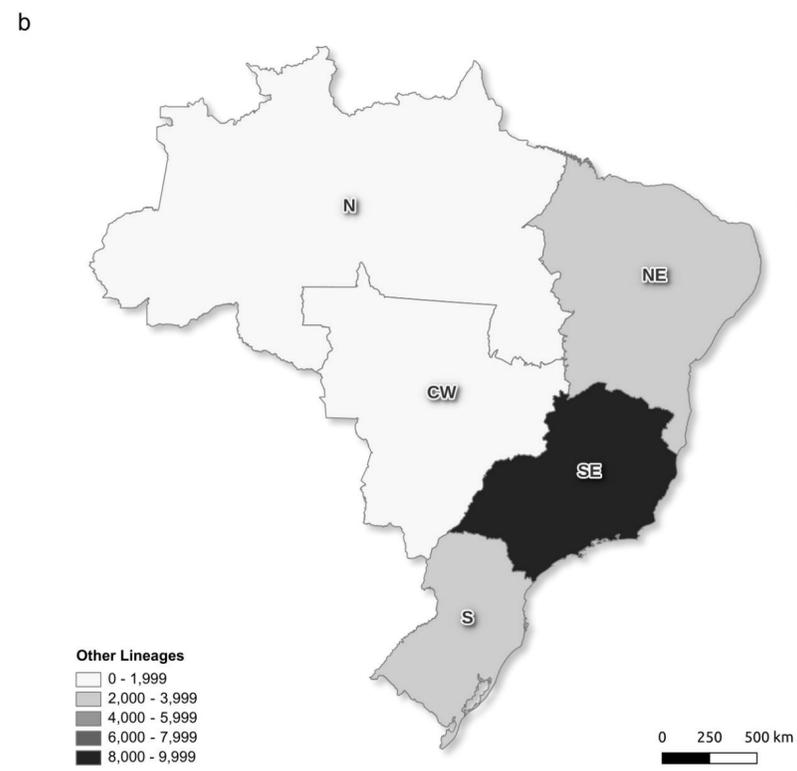 b
N
NE
CW
SE
S
Other Lineages
0 - 1,999
2,000 - 3,999
4,000 - 5,999
6,000 - 7,999
8,000 - 9,999
0 250 500 km